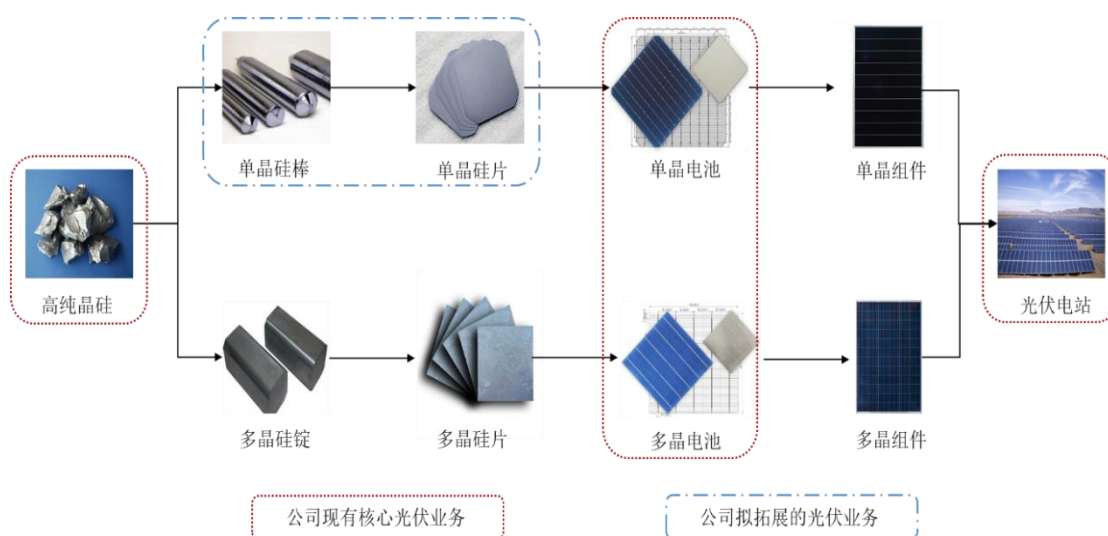 单晶硅棒
单晶硅片
单晶电池
单晶组件
高纯晶硅
光伏电站
多晶硅锭
多晶硅片
多晶电池
多晶组件
公司现有核心光伏业务
公司拟拓展的光伏业务